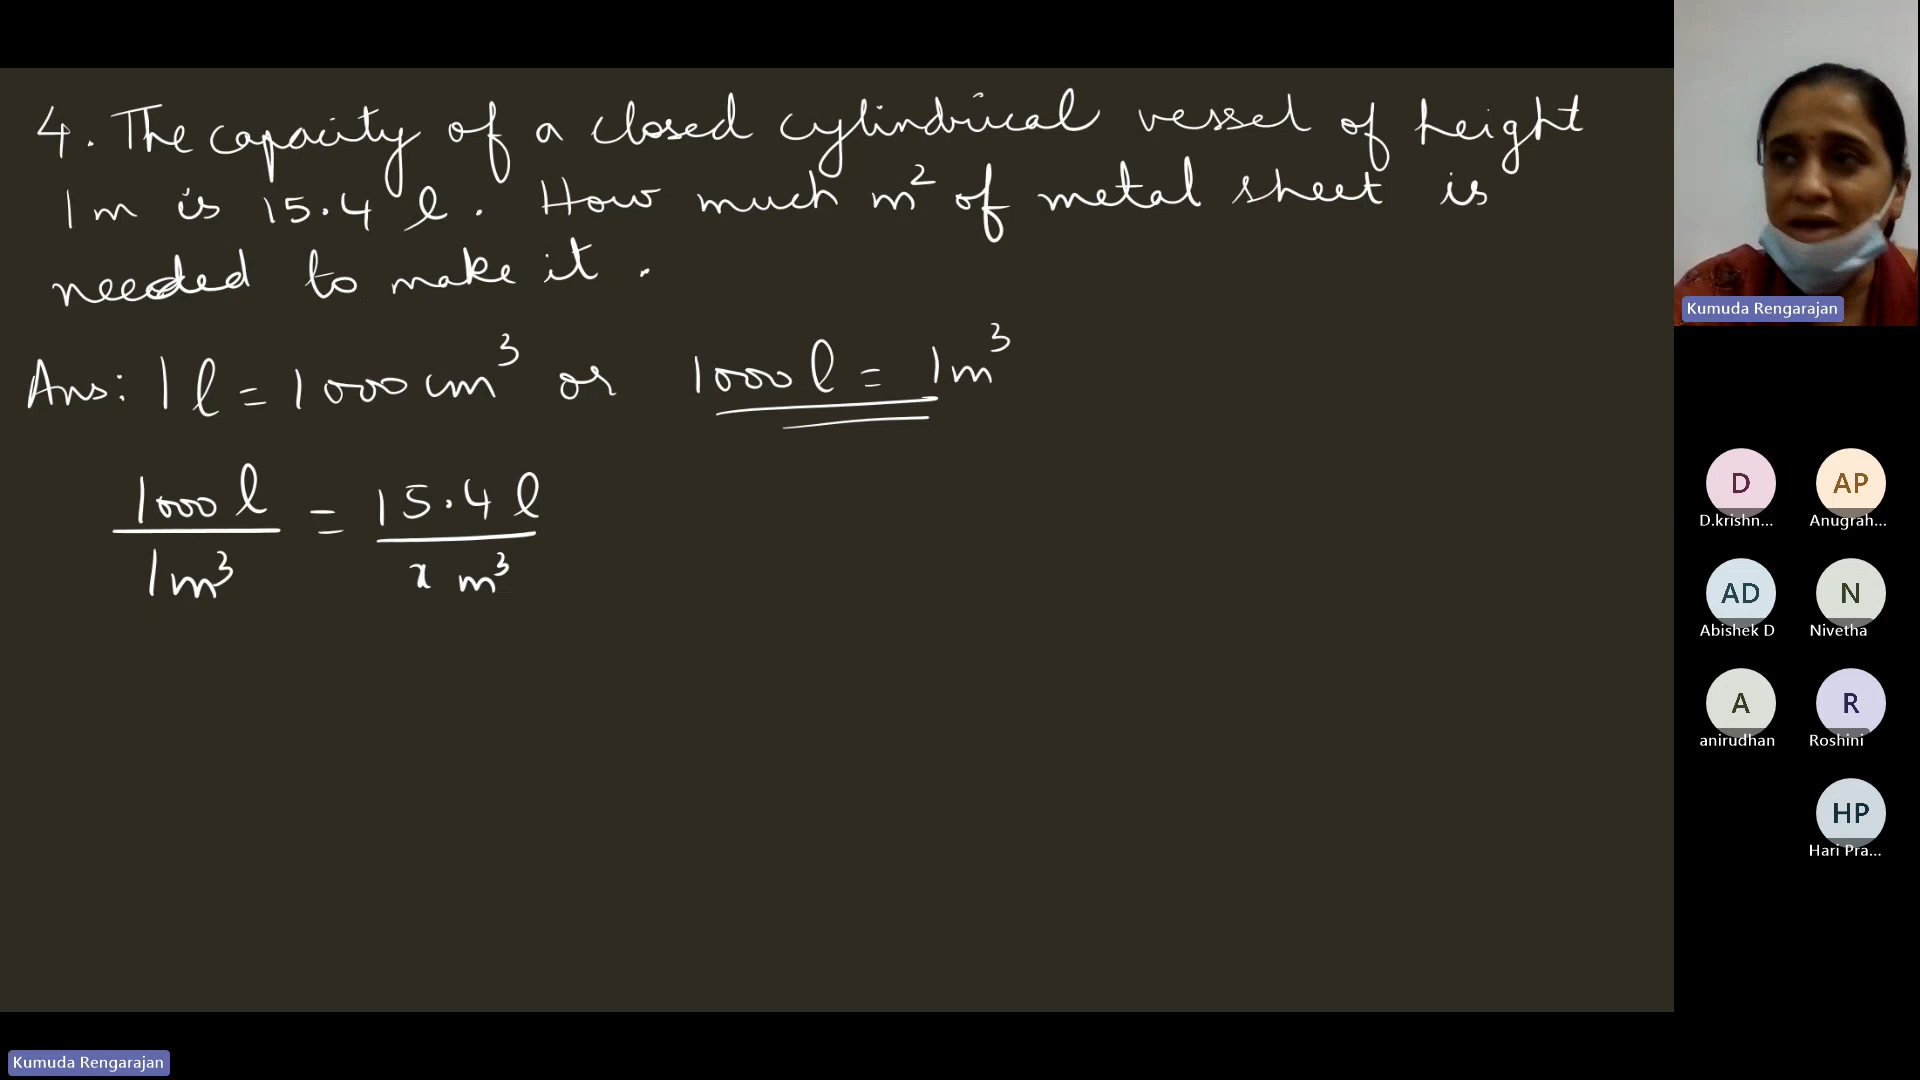 4. The capacity of a closed cylindrical vessel of height
1m is 15.4 l. How much m² of metal sheet is
needed to make it.
Ans: 1 l = 1000 cm³ or 1000 l = 1m³
1000 l / 1m³ = 15.4 l / x m³
Kumuda Rengarajan
D
AP
D.krishn...
Anugrah...
AD
N
Abishek D
Nivetha
A
R
anirudhan
Roshini
HP
Hari Pra...
Kumuda Rengarajan